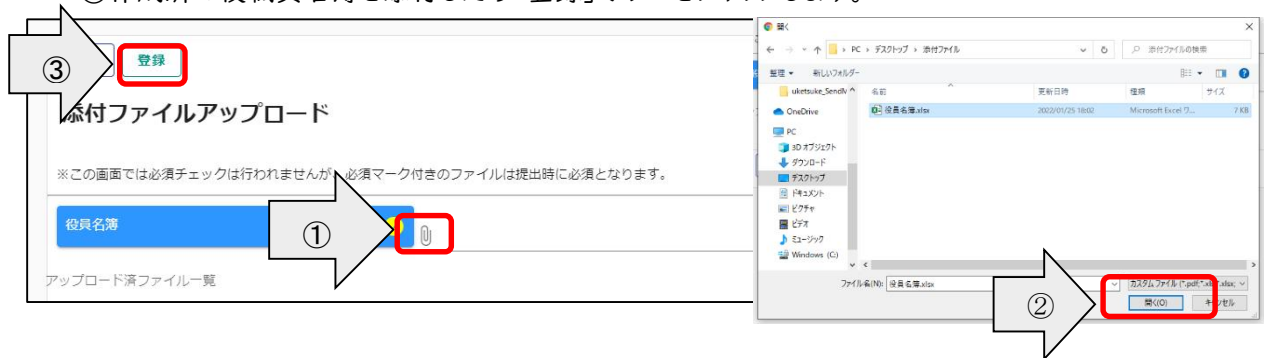 ③
登録
添付ファイルアップロード
※この画面では必須チェックは行われませんが、必須マーク付きのファイルは提出時に必須となります。
役員名簿
①
アップロード済ファイル一覧
開く
PC › デスクトップ › 添付ファイル
添付ファイルの検索
整理 新しいフォルダー
名前 更新日時 種類 サイズ
役員名簿.xlsx 2022/01/25 18:02 Microsoft Excel ワ... 7 KB
OneDrive
PC
3D オブジェクト
ダウンロード
デスクトップ
ドキュメント
ピクチャ
ビデオ
ミュージック
Windows (C:)
ファイル名(N): 役員名簿.xlsx
カスタム ファイル (*.pdf;
開く(O)
②